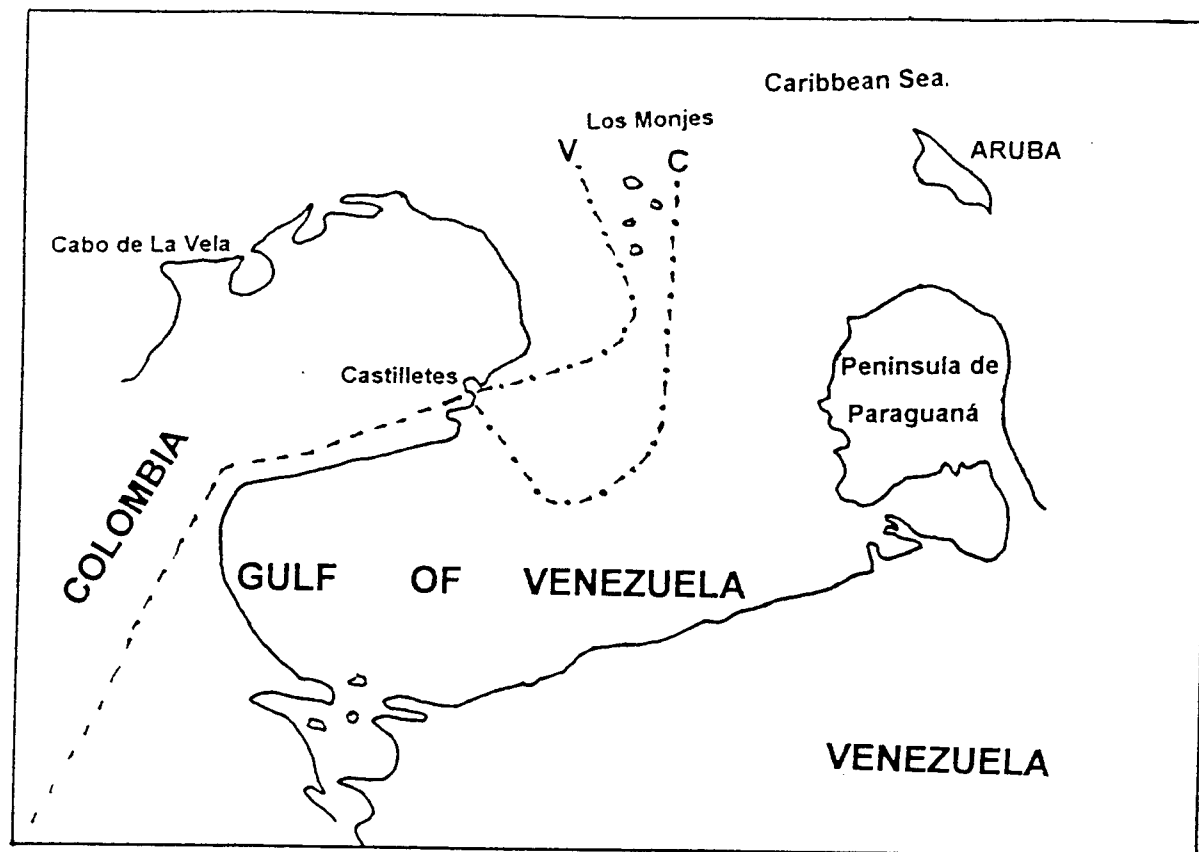 Caribbean Sea.
Los Monjes
V
C
ARUBA
Cabo de La Vela
Castilletes
Peninsula de
Paraguaná
COLOMBIA
GULF OF VENEZUELA
VENEZUELA